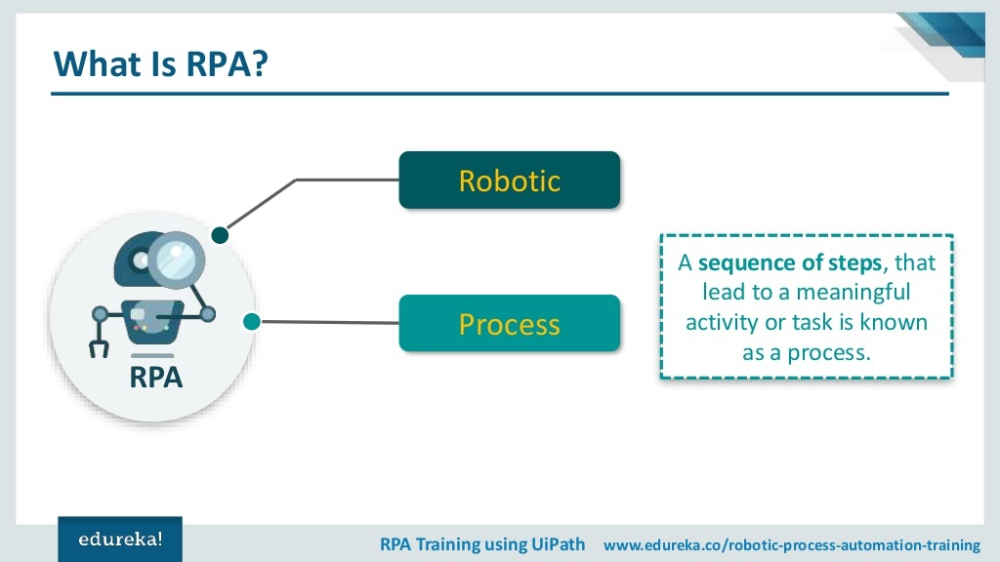 What Is RPA?
Robotic
RPA
Process
A sequence of steps, that
lead to a meaningful
activity or task is known
as a process.
edureka!
RPA Training using UiPath www.edureka.co/robotic-process-automation-training